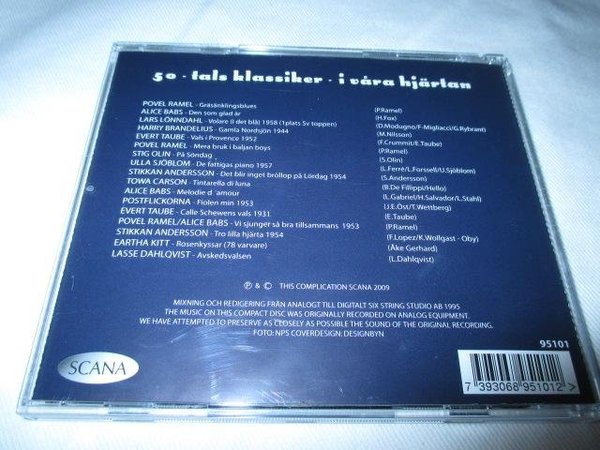 50 - tals klassiker - i våra hjärtan
POVEL RAMEL - Gräsänklingsblues (P.Ramel)
ALICE BABS - Den som glad är (H.Fox)
LARS LÖNNDAHL - Volare (I det blå) 1958 (1plats Sv toppen) (D.Modugno/F-Migliacci/G.Rybrant)
HARRY BRANDELIUS - Gamla Nordsjön 1944 (M.Nilsson)
EVERT TAUBE - Vals i Provence 1952 (F.Crummit/E.Taube)
POVEL RAMEL - Mera bruk i baljan boys (P.Ramel)
STIG OLIN - På Söndag (S.Olin)
ULLA SJÖBLOM - De fattigas piano 1957 (L.Ferré/L.Forssell/U.Sjöblom)
STIKKAN ANDERSSON - Det blir inget bröllop på Lördag 1954 (S.Andersson)
TOWA CARSON - Tintarella di luna (B.De Filippi/Hello)
ALICE BABS - Melodie d´amour (L.Gabriel/H.Salvador/L.Stahl)
POSTFLICKORNA - Fiolen min 1953 (J.E.Öst/T.Wettberg)
EVERT TAUBE - Calle Schewens vals 1931 (E.Taube)
POVEL RAMEL/ALICE BABS - Vi sjunger så bra tillsammans 1953 (P.Ramel)
STIKKAN ANDERSSON - Tro lilla hjärta 1954 (F.Lopez/K.Wollgast - Oby)
EARTHA KITT - Rosenkyssar (78 varvare) (Åke Gerhard)
LASSE DAHLQVIST - Avskedsvalsen (L.Dahlqvist)
℗ & © THIS COMPLICATION SCANA 2009
MIXNING OCH REDIGERING FRÅN ANALOGT TILL DIGITALT SIX STRING STUDIO AB 1995
THE MUSIC ON THIS COMPACT DISC WAS ORIGINALLY RECORDED ON ANALOG EQUIPMENT.
WE HAVE ATTEMPTED TO PRESERVE AS CLOSELY AS POSSIBLE THE SOUND OF THE ORIGINAL RECORDING.
FOTO: NPS COVERDESIGN: DESIGNBYN
95101
SCANA
7 393068 951012 >